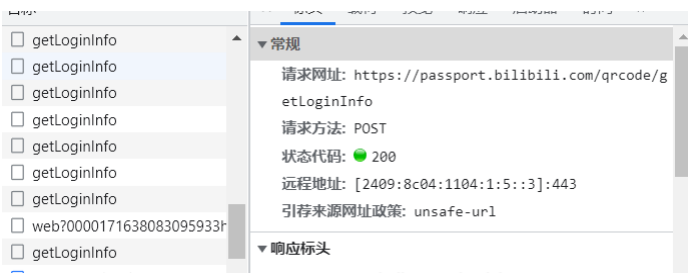 getLoginInfo
getLoginInfo
getLoginInfo
getLoginInfo
getLoginInfo
getLoginInfo
getLoginInfo
web?0000171638083095933
getLoginInfo
常规
请求网址: https://passport.bilibili.com/qrcode/g
etLoginInfo
请求方法: POST
状态代码: 200
远程地址: [2409:8c04:1104:1:5::3]:443
引荐来源网址政策: unsafe-url
响应标头